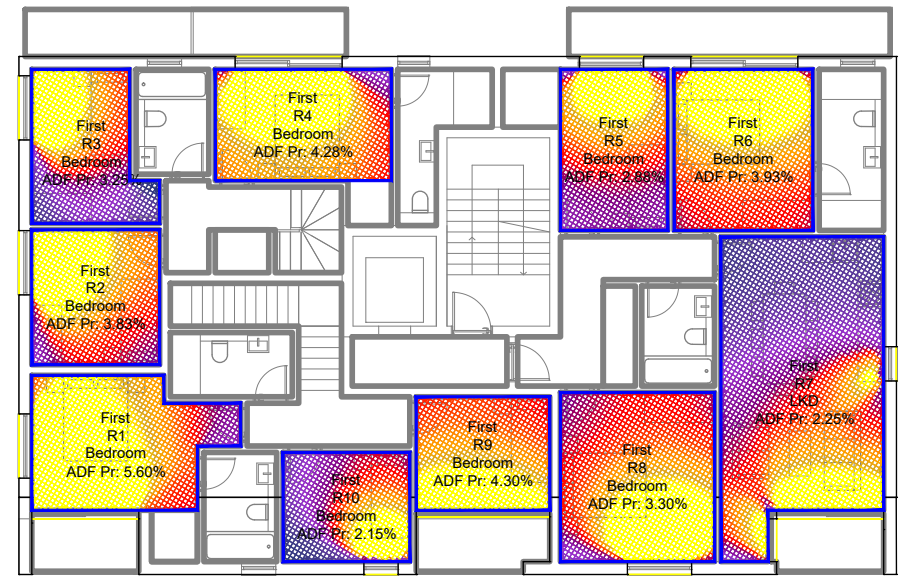 First
R3
Bedroom
ADF Pr: 3.25%
First
R4
Bedroom
ADF Pr: 4.28%
First
R5
Bedroom
ADF Pr: 2.88%
First
R6
Bedroom
ADF Pr: 3.93%
First
R2
Bedroom
ADF Pr: 3.83%
First
R7
LKD
ADF Pr: 2.25%
First
R1
Bedroom
ADF Pr: 5.60%
First
R9
Bedroom
ADF Pr: 4.30%
First
R8
Bedroom
ADF Pr: 3.30%
First
R10
Bedroom
ADF Pr: 2.15%